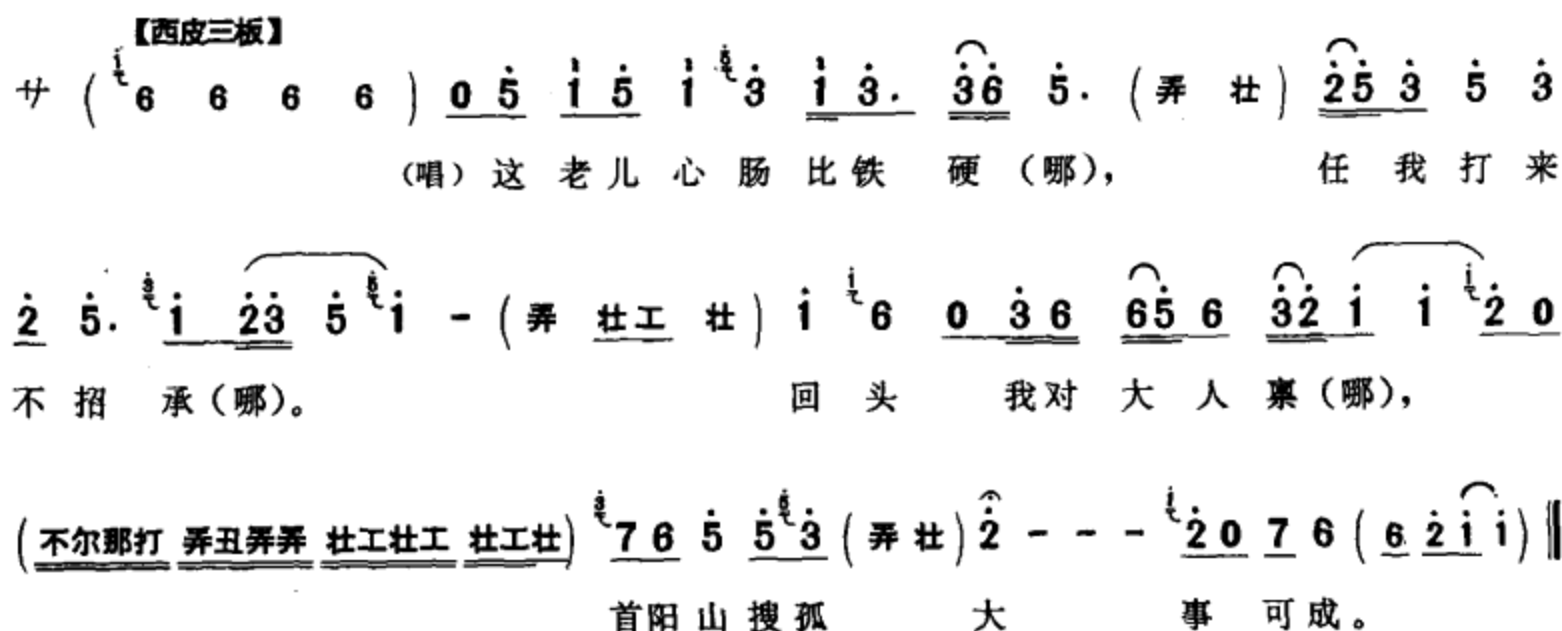 【西皮三板】
サ ( 6 6 6 6 ) 0 5 1 5 1 3 1 3. 3 6 5. ( 弄 壮 ) 2 5 3 5 3
(唱) 这 老 儿 心 肠 比 铁 硬 (哪), 任 我 打 来
2 5. 1 2 3 5 1 - ( 弄 壮 工 壮 ) 1 6 0 3 6 6 5 6 3 2 1 1 2 0
不 招 承 (哪)。 回 头 我 对 大 人 禀 (哪),
( 不尔那打 弄丑弄弄 壮工壮工 壮工壮 ) 7 6 5 5 3 ( 弄 壮 ) 2 - - - 2 0 7 6 ( 6 2 1 1 )
首 阳 山 搜 孤 大 事 可 成 。